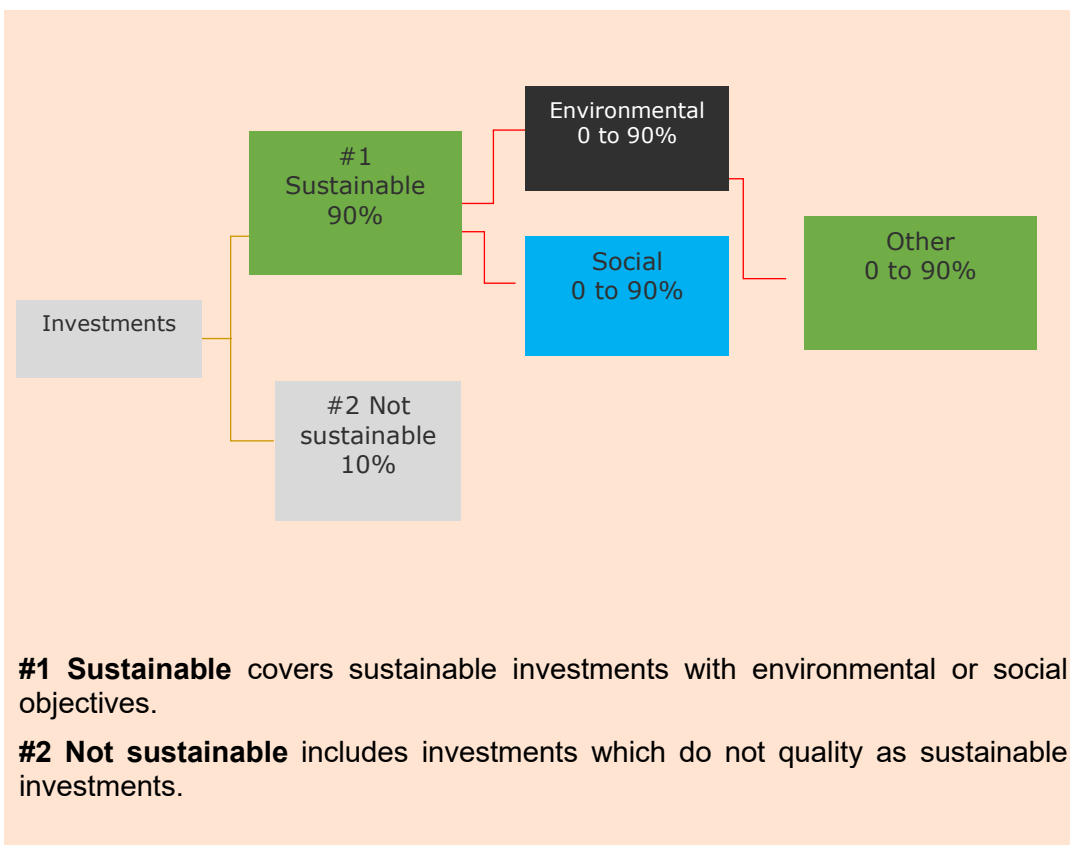 Environmental
0 to 90%
#1
Sustainable
90%
Other
0 to 90%
Social
0 to 90%
Investments
#2 Not
sustainable
10%
#1 Sustainable covers sustainable investments with environmental or social
objectives.
#2 Not sustainable includes investments which do not quality as sustainable
investments.